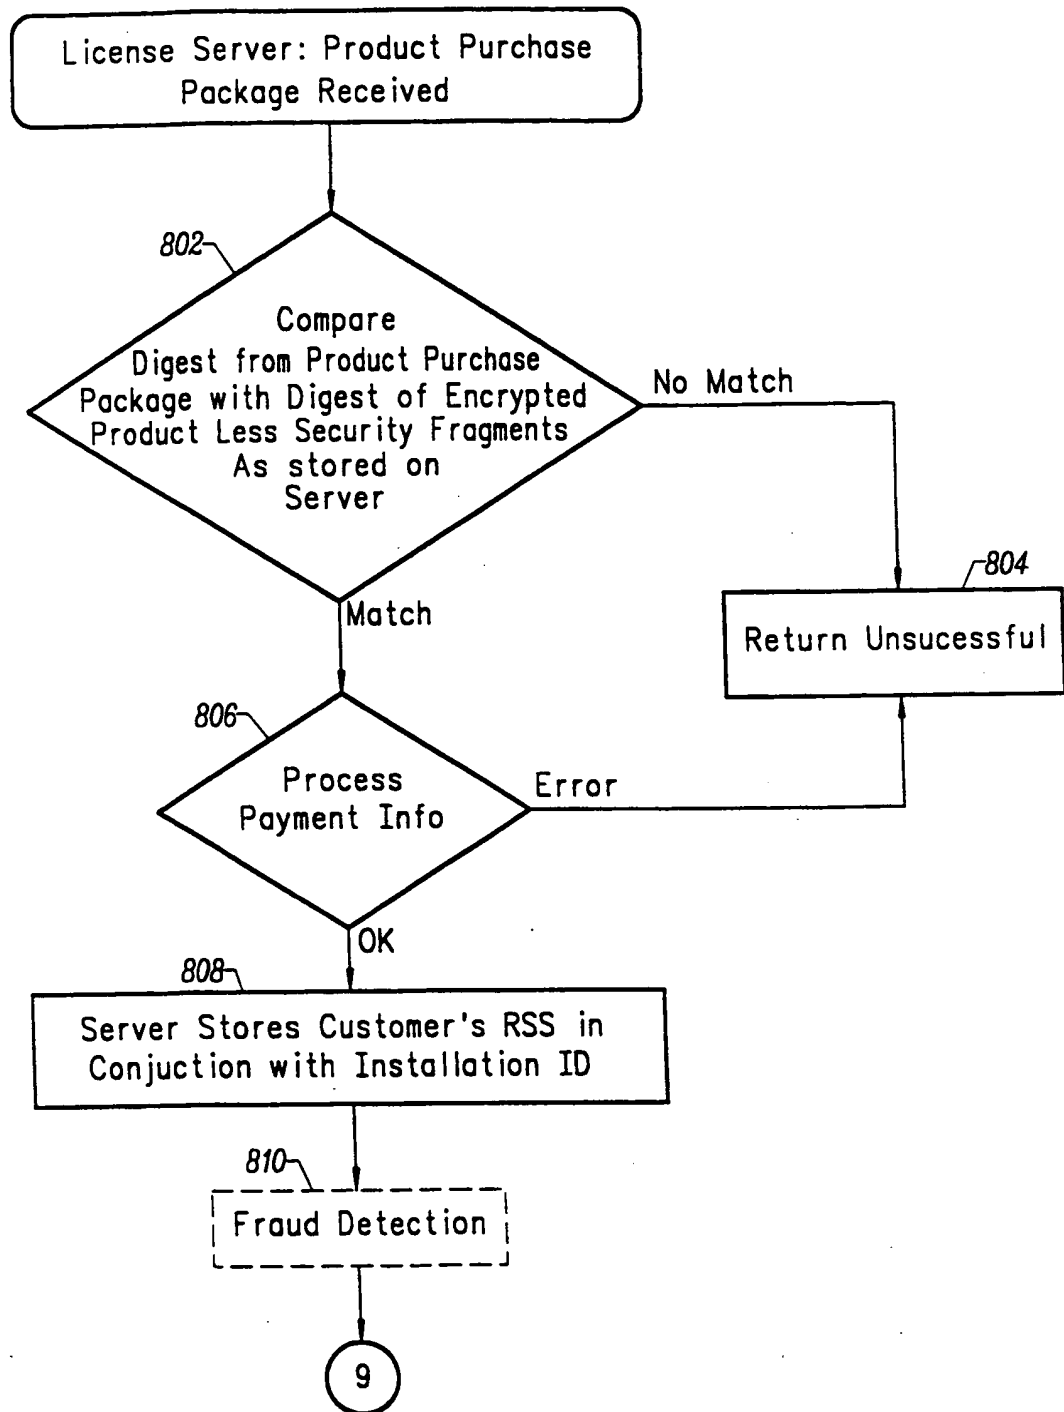 License Server: Product Purchase
Package Received
802
Compare
Digest from Product Purchase
Package with Digest of Encrypted
Product Less Security Fragments
As stored on
Server
No Match
804
Return Unsucessful
Match
806
Process
Payment Info
Error
OK
808
Server Stores Customer's RSS in
Conjuction with Installation ID
810
Fraud Detection
9